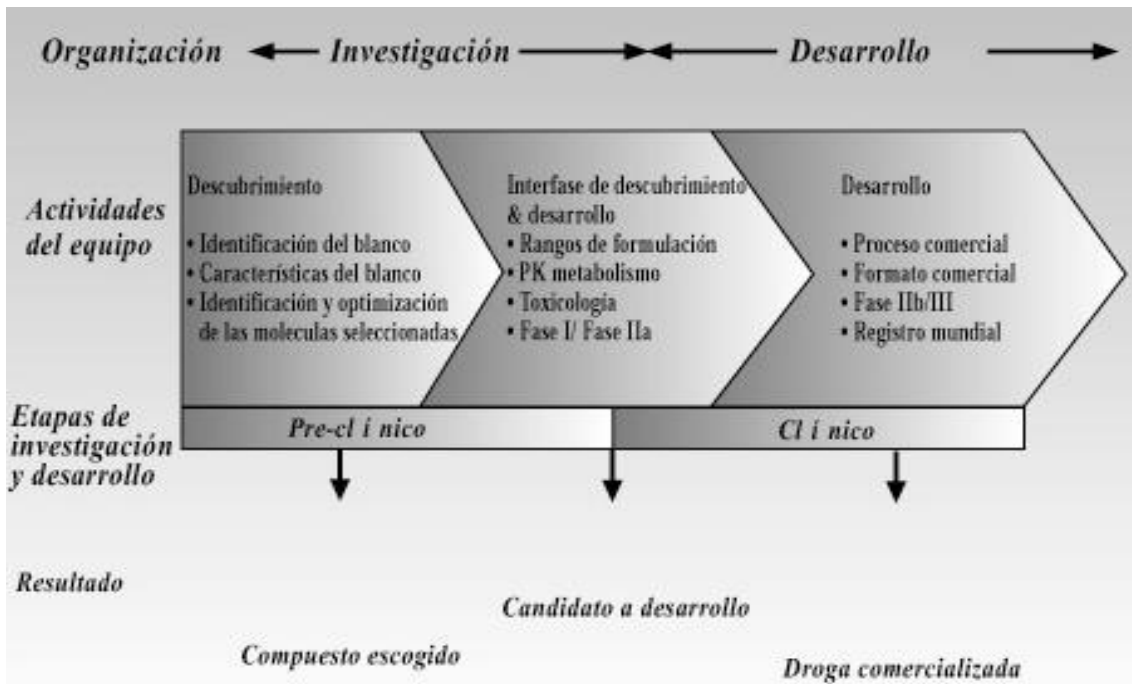 Organización Investigación Desarrollo
Actividades
del equipo
Descubrimiento
• Identificación del blanco
• Características del blanco
• Identificación y optimización
de las moleculas seleccionadas
Interfase de descubrimiento
& desarrollo
• Rangos de formulación
• PK metabolismo
• Toxicología
• Fase I/ Fase IIa
Desarrollo
• Proceso comercial
• Formato comercial
• Fase IIb/III
• Registro mundial
Etapas de
investigación
y desarrollo
Pre-cl í nico
Cl í nico
Resultado
Compuesto escogido
Candidato a desarrollo
Droga comercializada